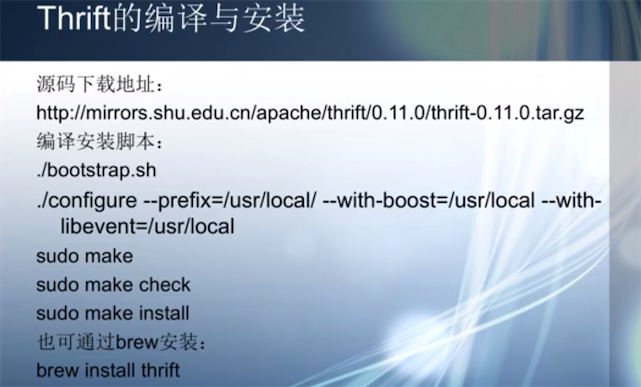 Thrift的编译与安装
源码下载地址：
http://mirrors.shu.edu.cn/apache/thrift/0.11.0/thrift-0.11.0.tar.gz
编译安装脚本：
./bootstrap.sh
./configure --prefix=/usr/local/ --with-boost=/usr/local --with-
libevent=/usr/local
sudo make
sudo make check
sudo make install
也可通过brew安装：
brew install thrift